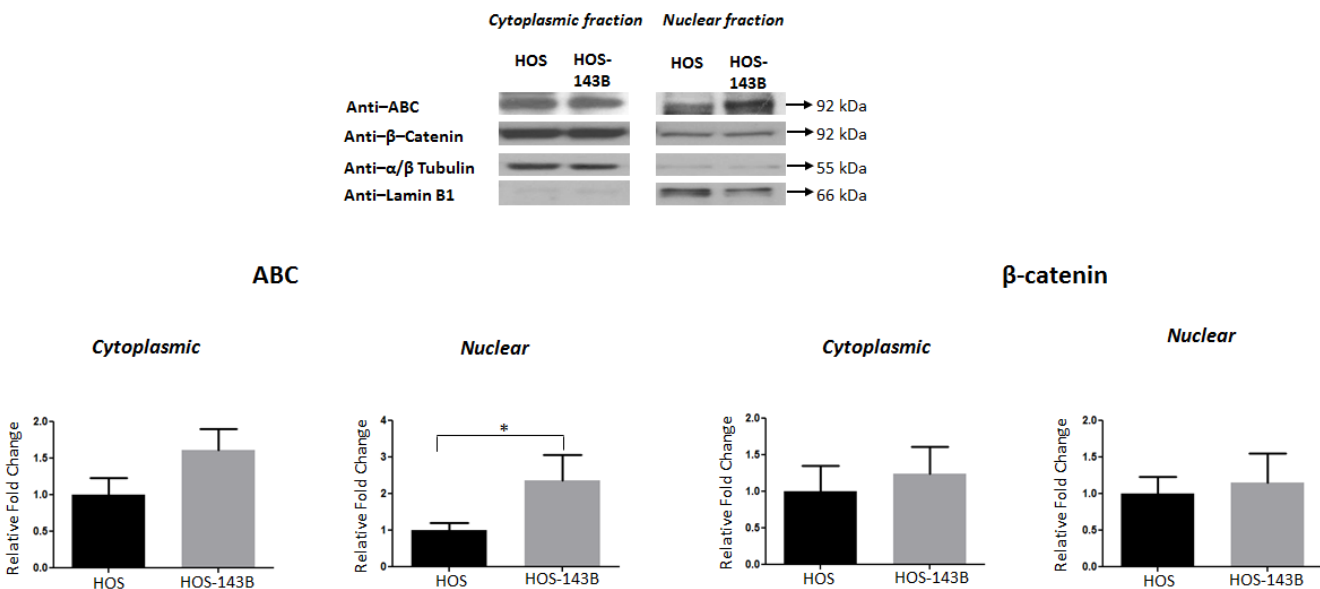 Cytoplasmic fraction Nuclear fraction
HOS HOS-143B HOS HOS-143B
Anti–ABC 92 kDa
Anti–β–Catenin 92 kDa
Anti–α/β Tubulin 55 kDa
Anti–Lamin B1 66 kDa
ABC β-catenin
Cytoplasmic
Relative Fold Change
2.0
1.5
1.0
0.5
0.0
HOS HOS-143B
Nuclear
Relative Fold Change
4
3
2
1
0
*
HOS HOS-143B
Cytoplasmic
Relative Fold Change
2.0
1.5
1.0
0.5
0.0
HOS HOS-143B
Nuclear
Relative Fold Change
2.0
1.5
1.0
0.5
0.0
HOS HOS-143B